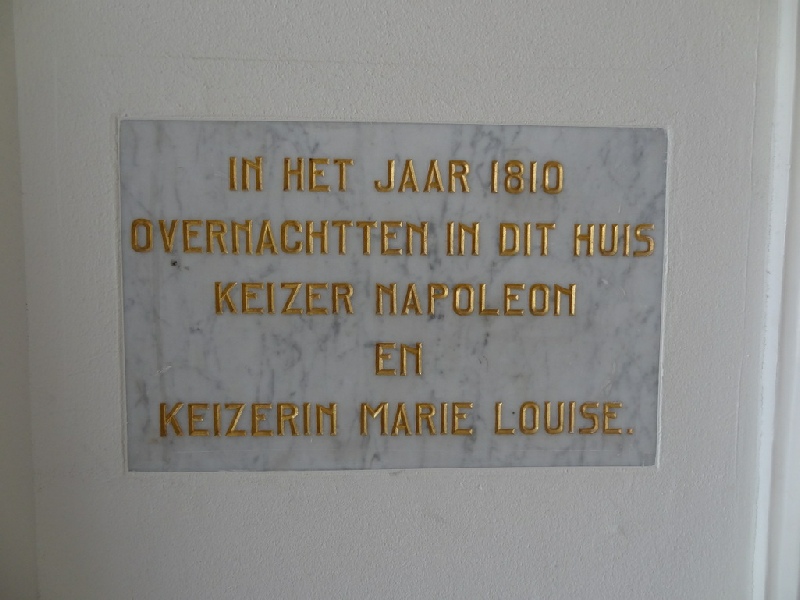 IN HET JAAR 1810
OVERNACHTTEN IN DIT HUIS
KEIZER NAPOLEON
EN
KEIZERIN MARIE LOUISE.